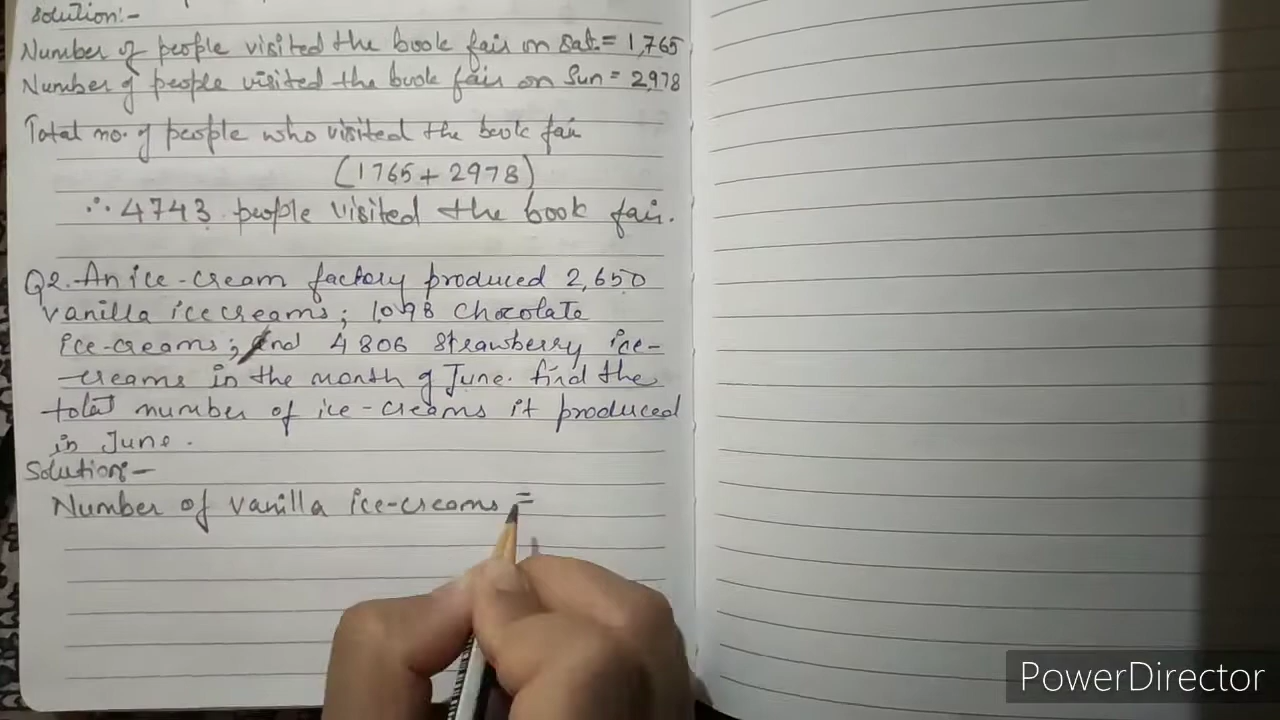 Solution:-
Number of people visited the book fair on Sat. = 1,765
Number of people visited the book fair on Sun = 2,978
Total no. of people who visited the book fair
(1765 + 2978)
∴ 4743 people visited the book fair.
Q2. An ice-cream factory produced 2,650
vanilla icecreams; 1,098 Chocolate
ice-creams; and 4806 strawberry ice-
creams in the month of June. find the
total number of ice-creams it produced
in June.
Solution:-
Number of vanilla ice-creams =
PowerDirector